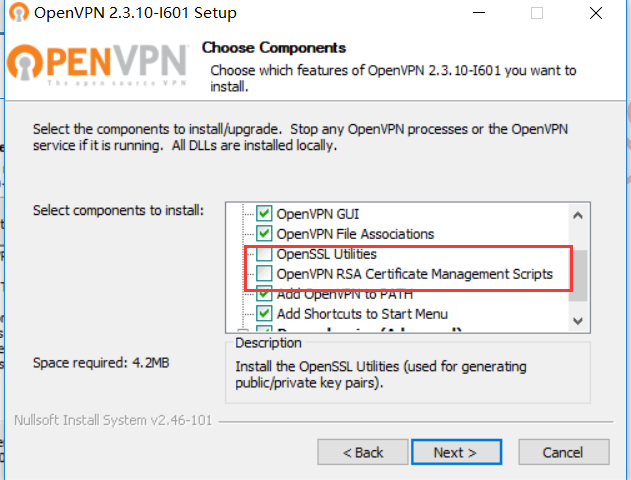 OpenVPN 2.3.10-I601 Setup
OPENVPN
The open source VPN
Choose Components
Choose which features of OpenVPN 2.3.10-I601 you want to
install.
Select the components to install/upgrade. Stop any OpenVPN processes or the OpenVPN
service if it is running. All DLLs are installed locally.
Select components to install:
OpenVPN GUI
OpenVPN File Associations
OpenSSL Utilities
OpenVPN RSA Certificate Management Scripts
Add OpenVPN to PATH
Add Shortcuts to Start Menu
Space required: 4.2MB
Description
Install the OpenSSL Utilities (used for generating
public/private key pairs).
Nullsoft Install System v2.46-101
< Back
Next >
Cancel